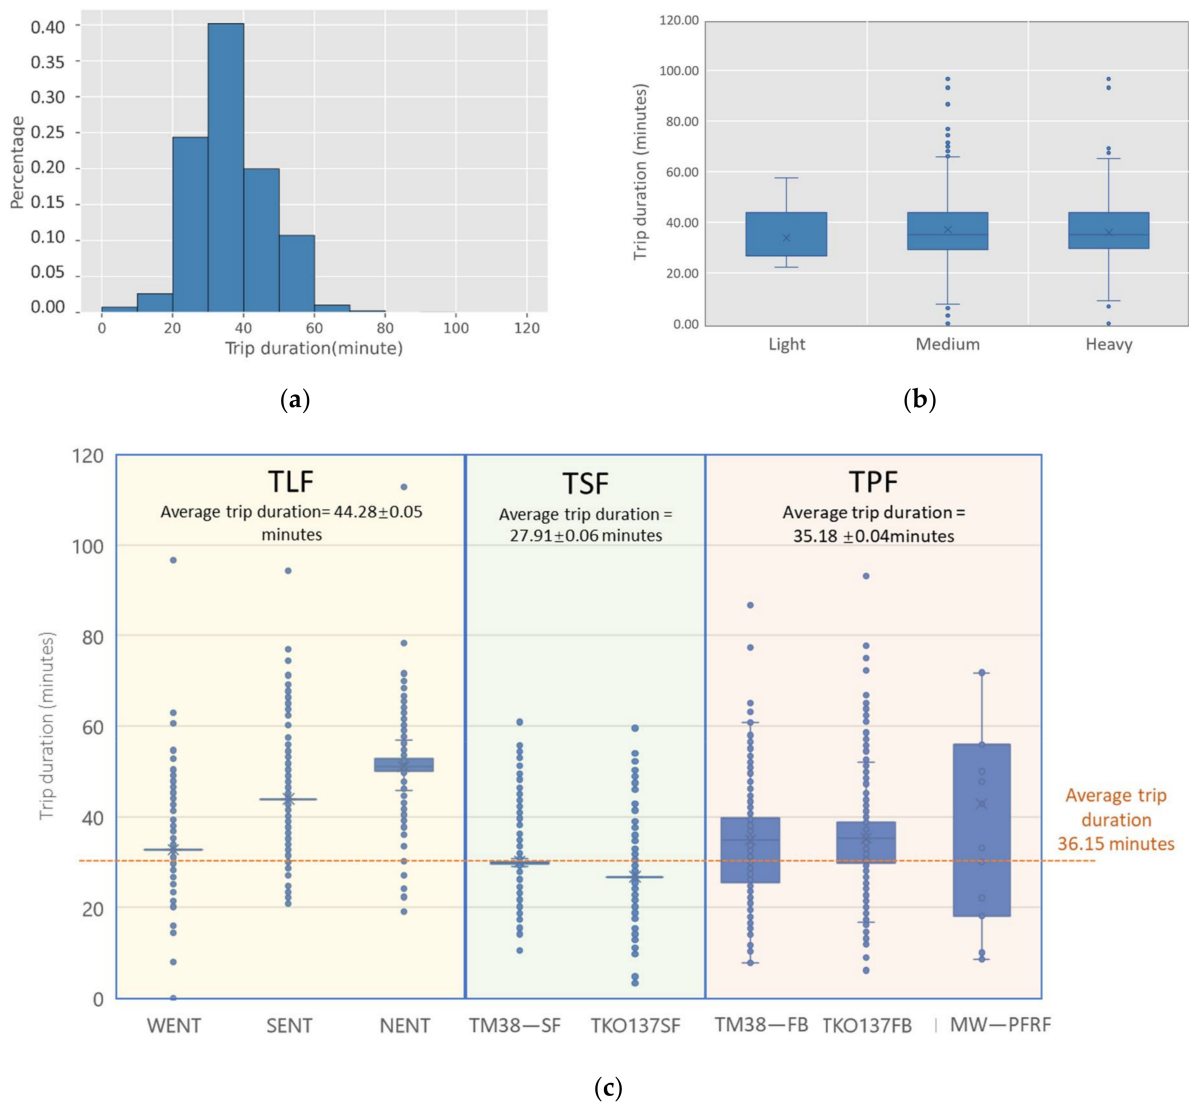 0.40
0.35
0.30
0.25
0.20
0.15
0.10
0.05
0.00
Percentage
0 20 40 60 80 100 120
Trip duration(minute)
(a)
120.00
100.00
80.00
60.00
40.00
20.00
0.00
Trip duration (minutes)
Light Medium Heavy
(b)
120
100
80
60
40
20
0
Trip duration (minutes)
TLF
Average trip duration= 44.28±0.05
minutes
TSF
Average trip duration =
27.91±0.06 minutes
TPF
Average trip duration =
35.18 ±0.04minutes
Average trip
duration
36.15 minutes
WENT SENT NENT TM38—SF TKO137SF TM38—FB TKO137FB | MW—PFRF
(c)